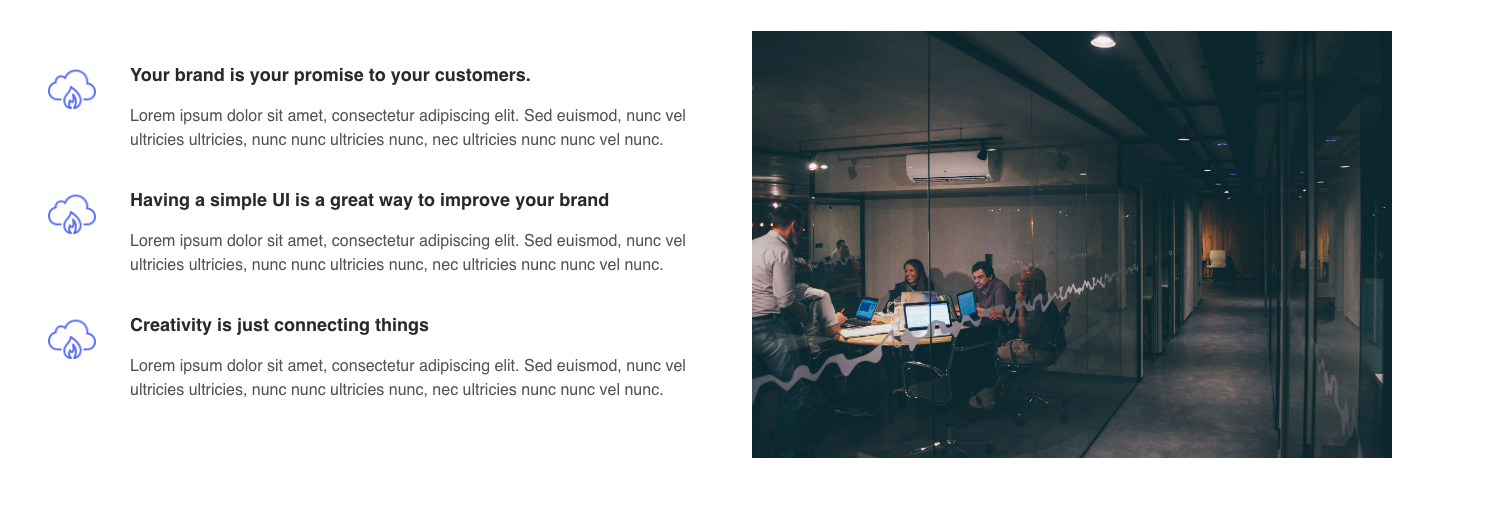 Your brand is your promise to your customers.
Lorem ipsum dolor sit amet, consectetur adipiscing elit. Sed euismod, nunc vel
ultricies ultricies, nunc nunc ultricies nunc, nec ultricies nunc nunc vel nunc.
Having a simple UI is a great way to improve your brand
Lorem ipsum dolor sit amet, consectetur adipiscing elit. Sed euismod, nunc vel
ultricies ultricies, nunc nunc ultricies nunc, nec ultricies nunc nunc vel nunc.
Creativity is just connecting things
Lorem ipsum dolor sit amet, consectetur adipiscing elit. Sed euismod, nunc vel
ultricies ultricies, nunc nunc ultricies nunc, nec ultricies nunc nunc vel nunc.